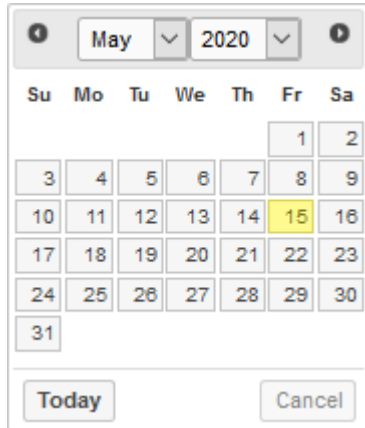 May 2020
Su Mo Tu We Th Fr Sa
1 2
3 4 5 6 7 8 9
10 11 12 13 14 15 16
17 18 19 20 21 22 23
24 25 26 27 28 29 30
31
Today Cancel